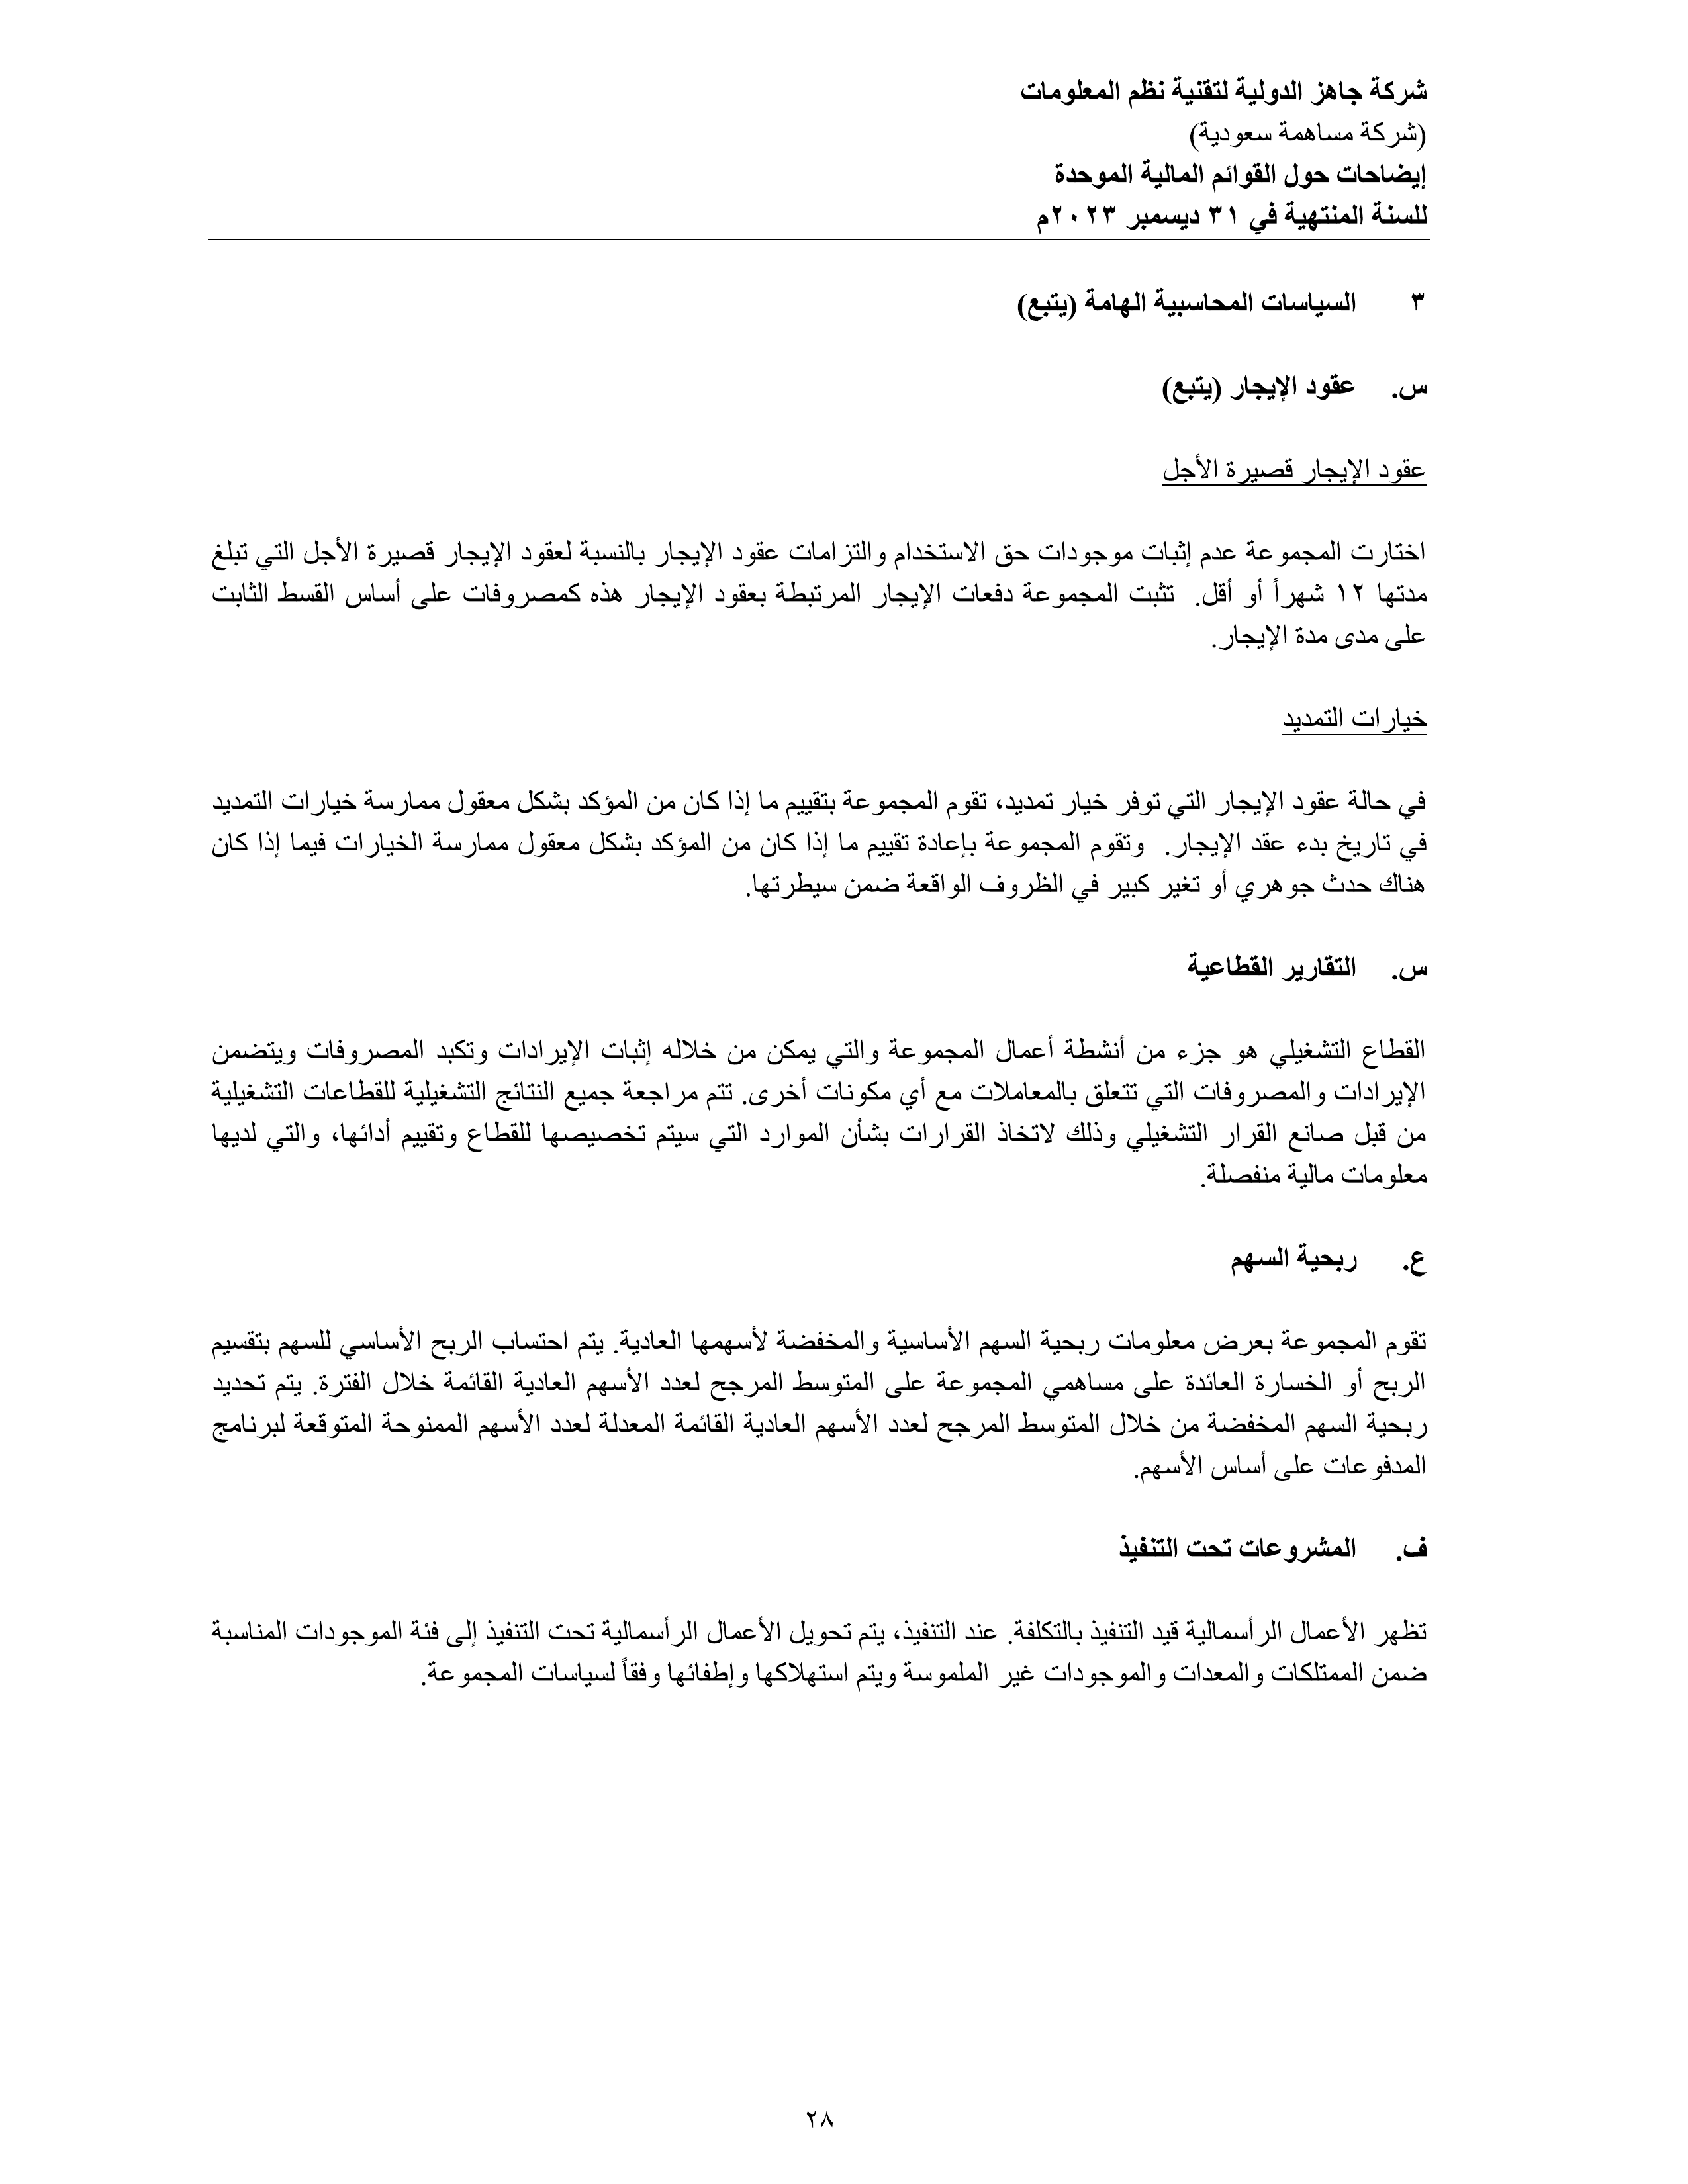 شركة جاهز الدولية لتقنية نظم المعلومات
(شركة مساهمة سعودية)
إيضاحات حول القوائم المالية الموحدة
للسنة المنتهية في ٣١ ديسمبر ٢٠٢٣م
٣ السياسات المحاسبية الهامة (يتبع)
س. عقود الإيجار (يتبع)
عقود الإيجار قصيرة الأجل
اختارت المجموعة عدم إثبات موجودات حق الاستخدام والتزامات عقود الإيجار بالنسبة لعقود الإيجار قصيرة الأجل التي تبلغ
مدتها ١٢ شهراً أو أقل. تثبت المجموعة دفعات الإيجار المرتبطة بعقود الإيجار هذه كمصروفات على أساس القسط الثابت
على مدى مدة الإيجار.
خيارات التمديد
في حالة عقود الإيجار التي توفر خيار تمديد، تقوم المجموعة بتقييم ما إذا كان من المؤكد بشكل معقول ممارسة خيارات التمديد
في تاريخ بدء عقد الإيجار. وتقوم المجموعة بإعادة تقييم ما إذا كان من المؤكد بشكل معقول ممارسة الخيارات فيما إذا كان
هناك حدث جوهري أو تغير كبير في الظروف الواقعة ضمن سيطرتها.
س. التقارير القطاعية
القطاع التشغيلي هو جزء من أنشطة أعمال المجموعة والتي يمكن من خلاله إثبات الإيرادات وتكبد المصروفات ويتضمن
الإيرادات والمصروفات التي تتعلق بالمعاملات مع أي مكونات أخرى. تتم مراجعة جميع النتائج التشغيلية للقطاعات التشغيلية
من قبل صانع القرار التشغيلي وذلك لاتخاذ القرارات بشأن الموارد التي سيتم تخصيصها للقطاع وتقييم أدائها، والتي لديها
معلومات مالية منفصلة.
ع. ربحية السهم
تقوم المجموعة بعرض معلومات ربحية السهم الأساسية والمخفضة لأسهمها العادية. يتم احتساب الربح الأساسي للسهم بتقسيم
الربح أو الخسارة العائدة على مساهمي المجموعة على المتوسط المرجح لعدد الأسهم العادية القائمة خلال الفترة. يتم تحديد
ربحية السهم المخفضة من خلال المتوسط المرجح لعدد الأسهم العادية القائمة المعدلة لعدد الأسهم الممنوحة المتوقعة لبرنامج
المدفوعات على أساس الأسهم.
ف. المشروعات تحت التنفيذ
تظهر الأعمال الرأسمالية قيد التنفيذ بالتكلفة. عند التنفيذ، يتم تحويل الأعمال الرأسمالية تحت التنفيذ إلى فئة الموجودات المناسبة
ضمن الممتلكات والمعدات والموجودات غير الملموسة ويتم استهلاكها وإطفائها وفقاً لسياسات المجموعة.
٢٨